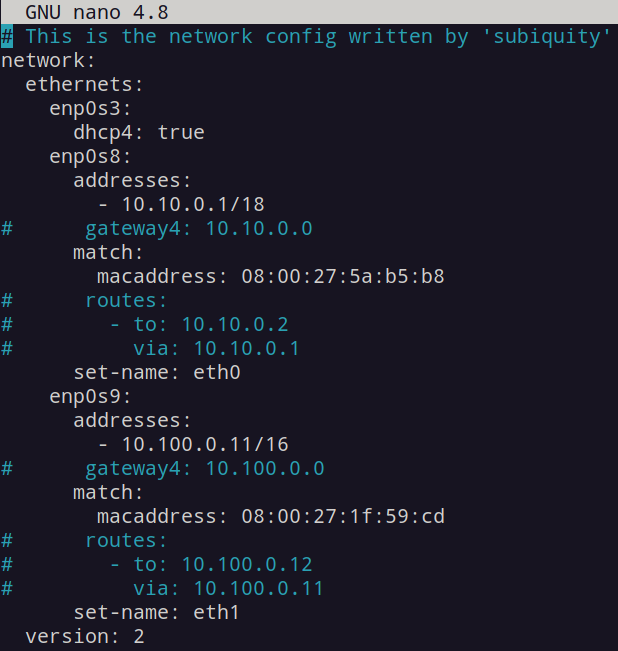 GNU nano 4.8
# This is the network config written by 'subiquity'
network:
  ethernets:
    enp0s3:
      dhcp4: true
    enp0s8:
      addresses:
        - 10.10.0.1/18
#      gateway4: 10.10.0.0
      match:
        macaddress: 08:00:27:5a:b5:b8
#      routes:
#        - to: 10.10.0.2
#          via: 10.10.0.1
      set-name: eth0
    enp0s9:
      addresses:
        - 10.100.0.11/16
#      gateway4: 10.100.0.0
      match:
        macaddress: 08:00:27:1f:59:cd
#      routes:
#        - to: 10.100.0.12
#          via: 10.100.0.11
      set-name: eth1
  version: 2